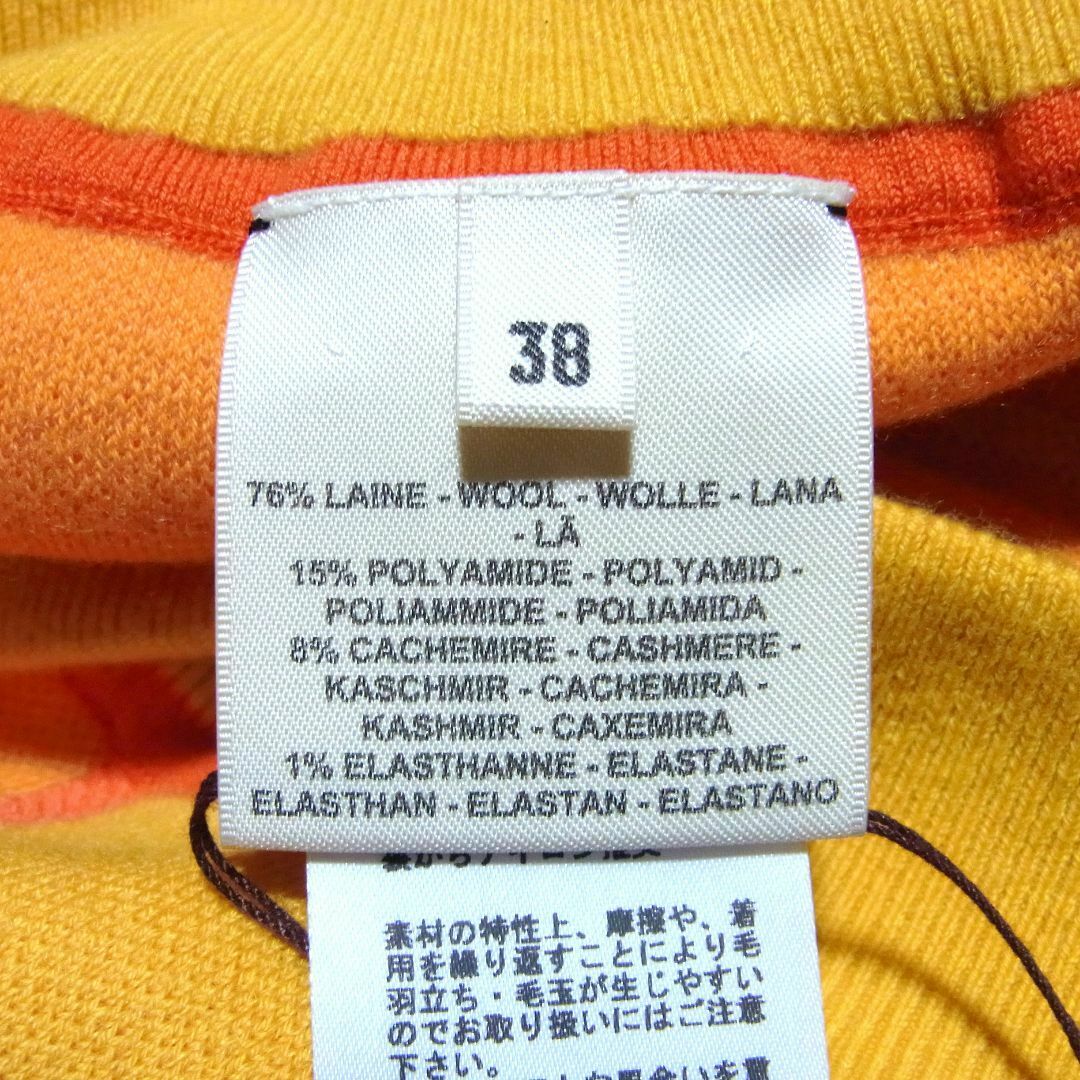 38
76% LAINE - WOOL - WOLLE - LANA
- LÃ
15% POLYAMIDE - POLYAMID -
POLIAMMIDE - POLIAMIDA
8% CACHEMIRE - CASHMERE -
KASCHMIR - CACHEMIRA -
KASHMIR - CAXEMIRA
1% ELASTHANNE - ELASTANE -
ELASTHAN - ELASTAN - ELASTANO
素材の特性上、摩擦や、着
用を繰り返すことにより毛
羽立ち・毛玉が生じやすい
のでお取り扱いにはご注意
下さい。